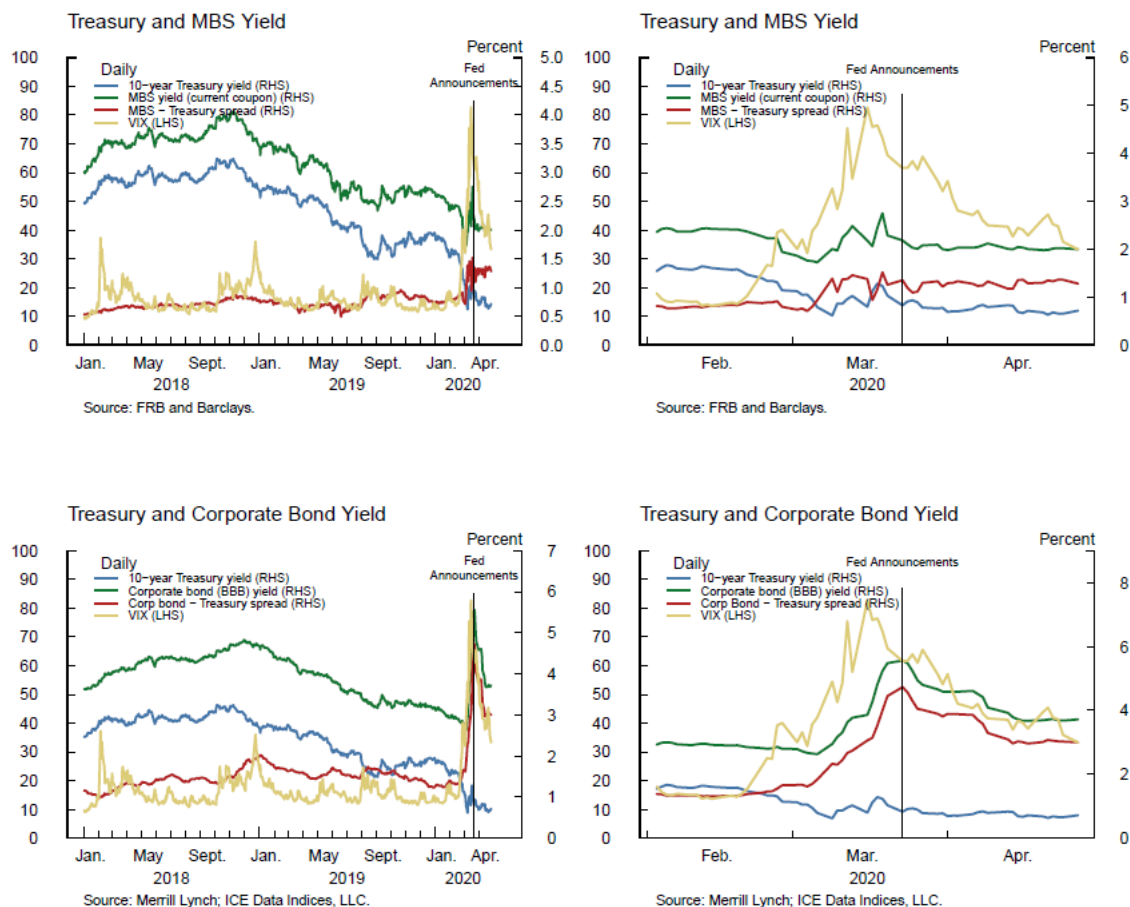 Treasury and MBS Yield
Percent
Daily
Fed
Announcements
10-year Treasury yield (RHS)
MBS yield (current coupon) (RHS)
MBS - Treasury spread (RHS)
VIX (LHS)
100
90
80
70
60
50
40
30
20
10
0
5.0
4.5
4.0
3.5
3.0
2.5
2.0
1.5
1.0
0.5
0.0
Jan. May Sept. Jan. May Sept. Jan. Apr.
2018 2019 2020
Source: FRB and Barclays.
Treasury and MBS Yield
Percent
Daily
Fed Announcements
10-year Treasury yield (RHS)
MBS yield (current coupon) (RHS)
MBS - Treasury spread (RHS)
VIX (LHS)
100
90
80
70
60
50
40
30
20
10
0
6
5
4
3
2
1
0
Feb. Mar. Apr.
2020
Source: FRB and Barclays.
Treasury and Corporate Bond Yield
Percent
Daily
Fed
Announcements
10-year Treasury yield (RHS)
Corporate bond (BBB) yield (RHS)
Corp bond - Treasury spread (RHS)
VIX (LHS)
100
90
80
70
60
50
40
30
20
10
0
7
6
5
4
3
2
1
0
Jan. May Sept. Jan. May Sept. Jan. Apr.
2018 2019 2020
Source: Merrill Lynch; ICE Data Indices, LLC.
Treasury and Corporate Bond Yield
Percent
Daily
Fed Announcements
10-year Treasury yield (RHS)
Corporate bond (BBB) yield (RHS)
Corp Bond - Treasury spread (RHS)
VIX (LHS)
100
90
80
70
60
50
40
30
20
10
0
8
6
4
2
0
Feb. Mar. Apr.
2020
Source: Merrill Lynch; ICE Data Indices, LLC.